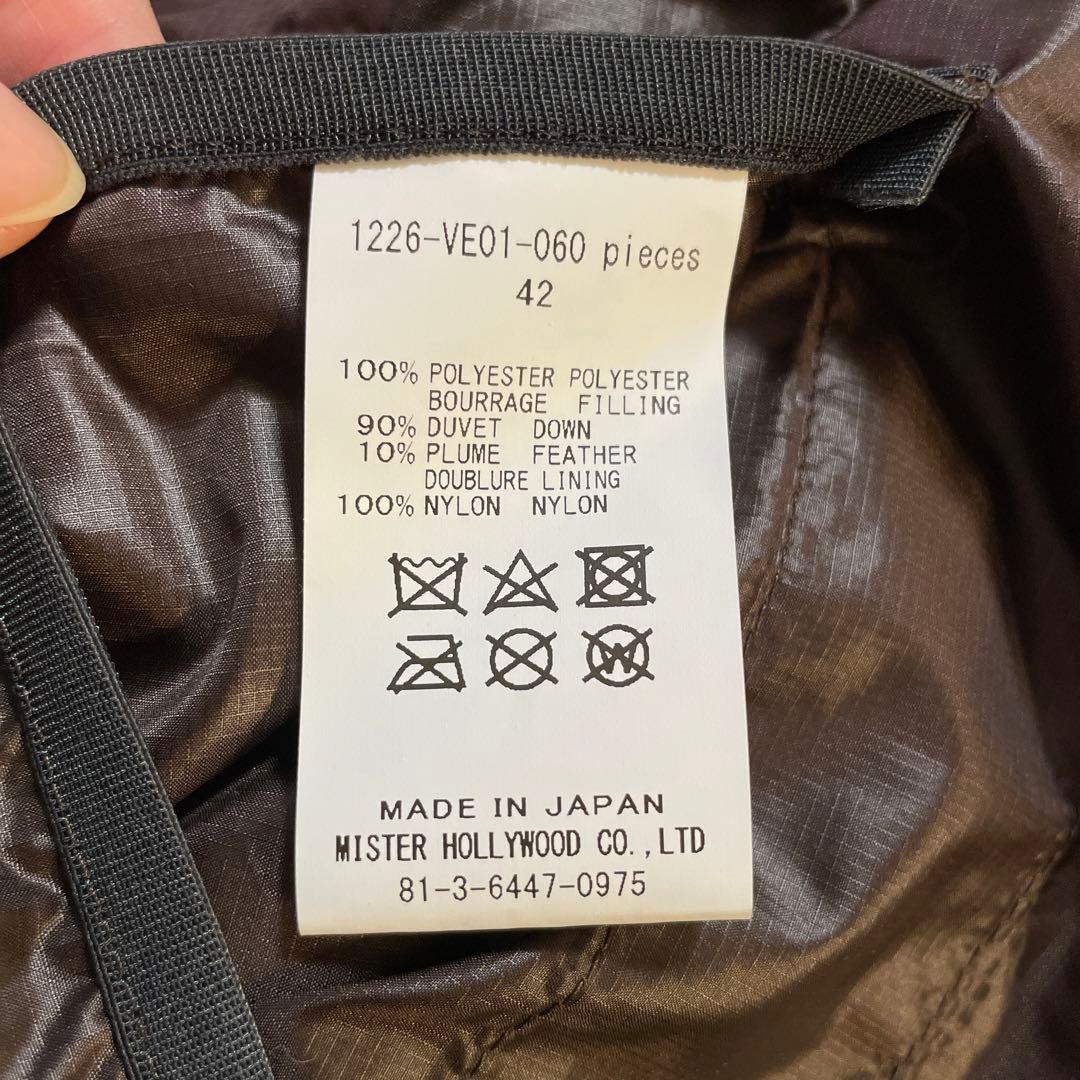 1226-VE01-060 pieces
42
100% POLYESTER POLYESTER
BOURRAGE FILLING
90% DUVET DOWN
10% PLUME FEATHER
DOUBLURE LINING
100% NYLON NYLON
W
MADE IN JAPAN
MISTER HOLLYWOOD CO.,LTD
81-3-6447-0975